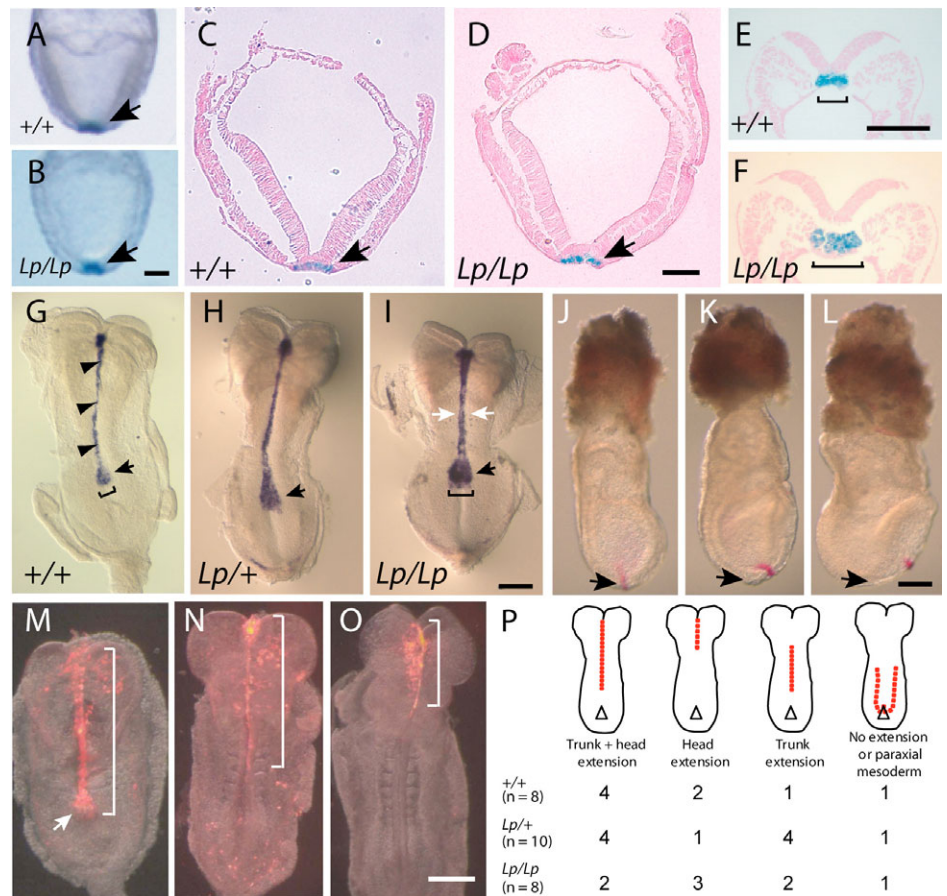 A
+/+
B
Lp/Lp
C
+/+
D
Lp/Lp
E
+/+
F
Lp/Lp
G
+/+
H
Lp/+
I
Lp/Lp
J
K
L
M
N
O
P
Trunk + head extension
Head extension
Trunk extension
No extension or paraxial mesoderm
+/+ (n = 8) 4 2 1 1
Lp/+ (n = 10) 4 1 4 1
Lp/Lp (n = 8) 2 3 2 1